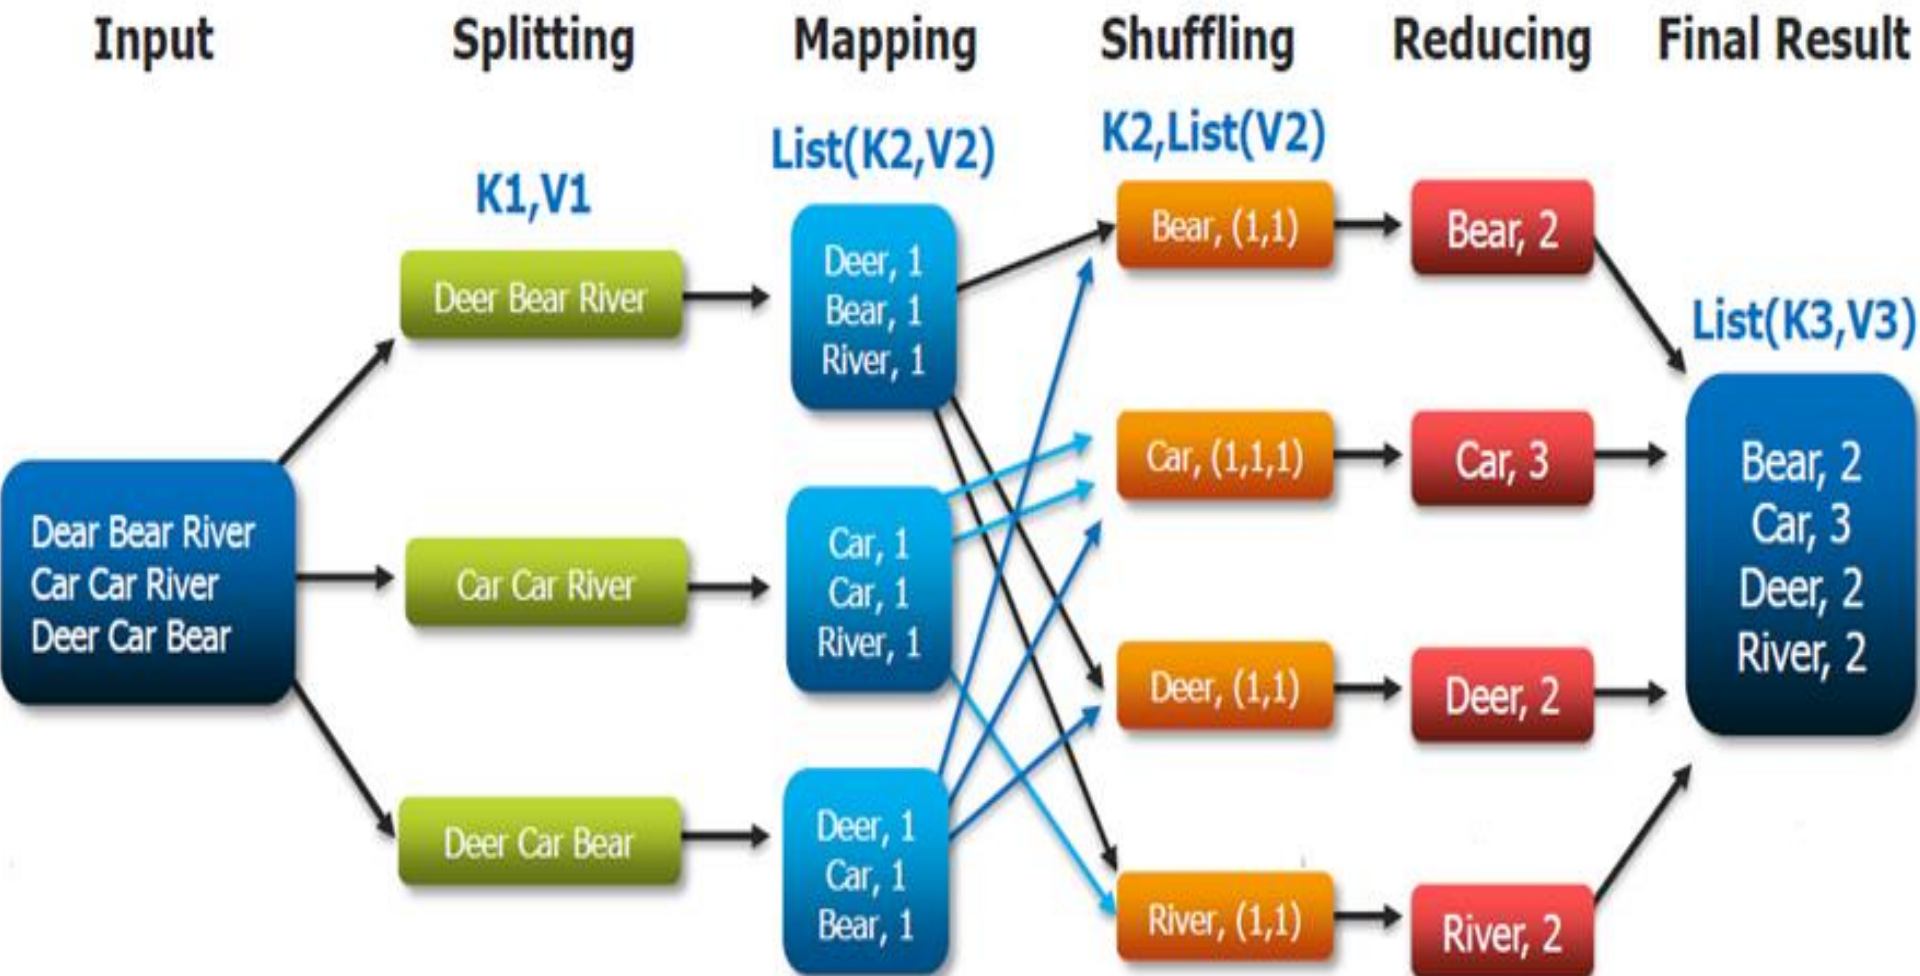 Input
Splitting
Mapping
Shuffling
Reducing
Final Result
K1,V1
List(K2,V2)
K2,List(V2)
List(K3,V3)
Dear Bear River
Car Car River
Deer Car Bear
Deer Bear River
Car Car River
Deer Car Bear
Deer, 1
Bear, 1
River, 1
Car, 1
Car, 1
River, 1
Deer, 1
Car, 1
Bear, 1
Bear, (1,1)
Car, (1,1,1)
Deer, (1,1)
River, (1,1)
Bear, 2
Car, 3
Deer, 2
River, 2
Bear, 2
Car, 3
Deer, 2
River, 2